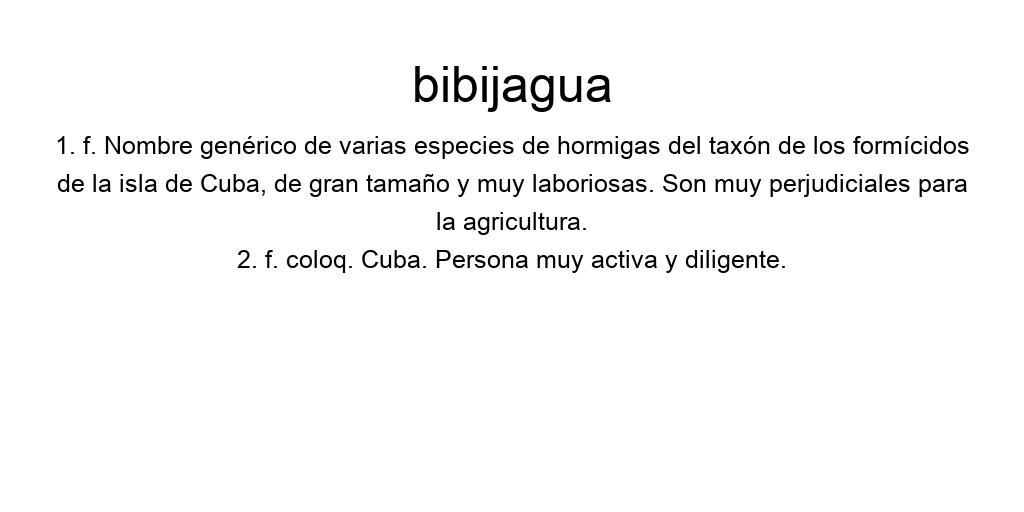 bibijagua
1. f. Nombre genérico de varias especies de hormigas del taxón de los formícidos
de la isla de Cuba, de gran tamaño y muy laboriosas. Son muy perjudiciales para
la agricultura.
2. f. coloq. Cuba. Persona muy activa y diligente.